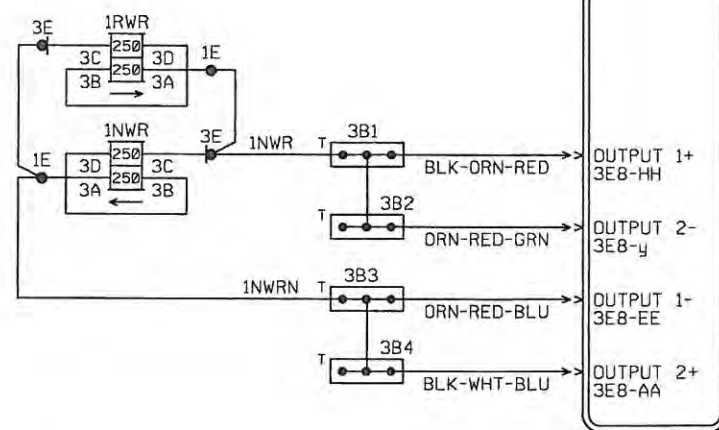 3E
1RWR
250
3C
3D
1E
250
3B
3A
1NWR
3E
250
1E
3D
3C
250
3A
3B
1NWR
T
3B1
BLK-ORN-RED
OUTPUT 1+
3E8-HH
T
3B2
ORN-RED-GRN
OUTPUT 2-
3E8-y
1NWRN
T
3B3
ORN-RED-BLU
OUTPUT 1-
3E8-EE
T
3B4
BLK-WHT-BLU
OUTPUT 2+
3E8-AA